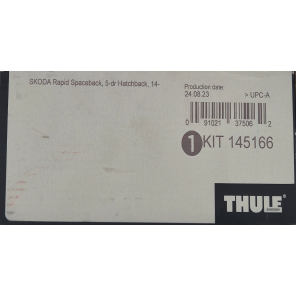 SKODA Rapid Spaceback, 5-dr Hatchback, 14-
Production date:
24.08.23 > UPC-A
0 91021 37506 2
1 KIT 145166
THULE